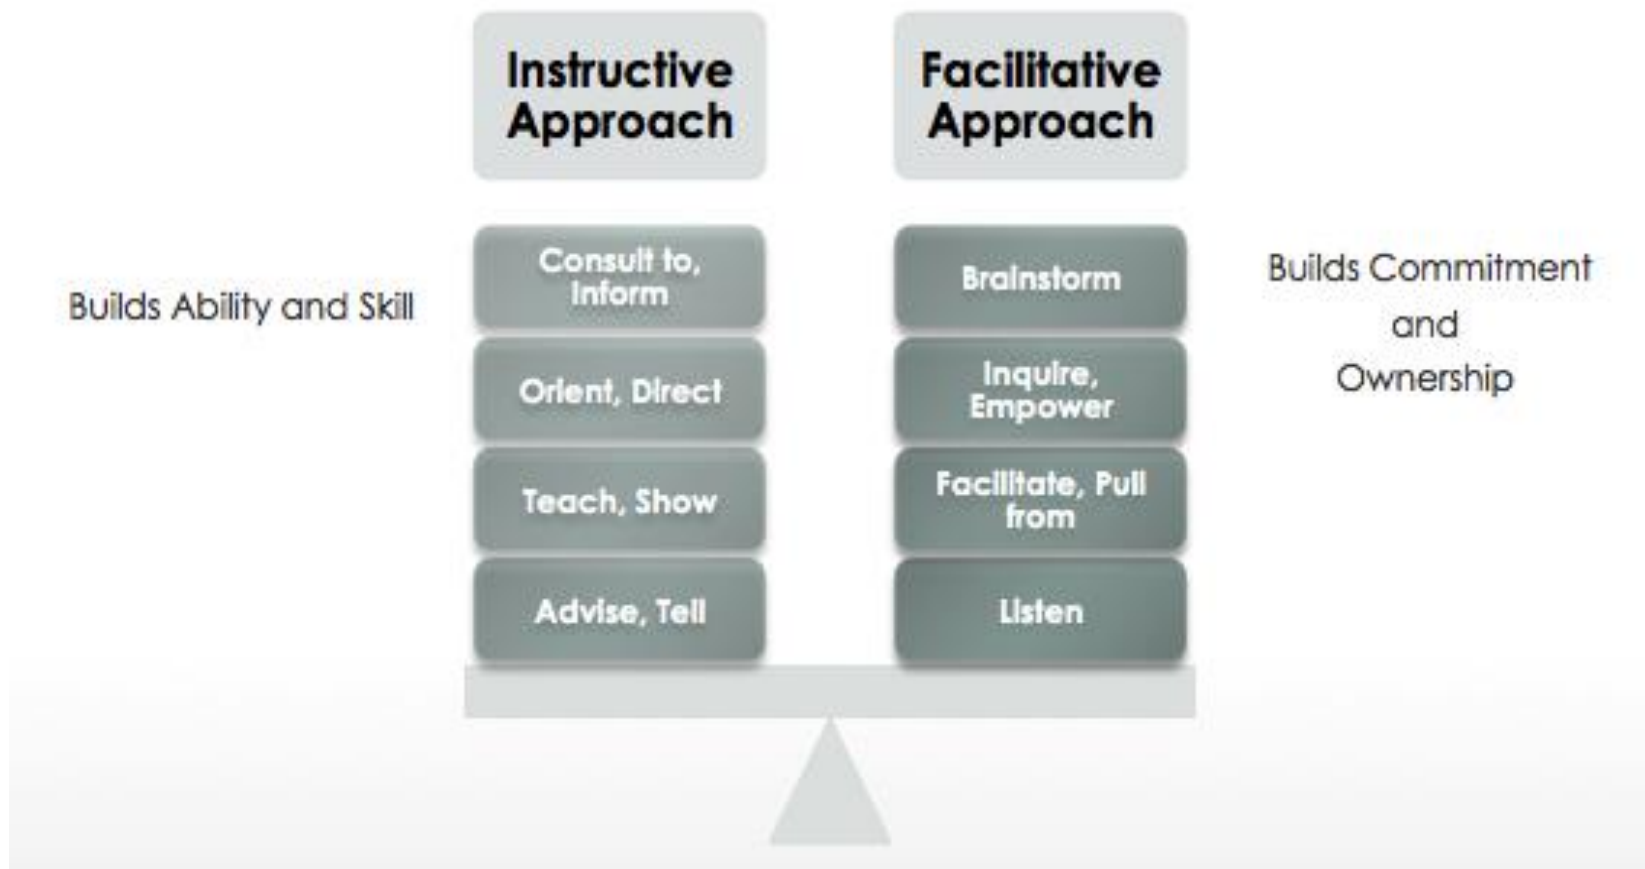 Instructive
Approach
Facilitative
Approach
Builds Ability and Skill
Consult to,
Inform
Orient, Direct
Teach, Show
Advise, Tell
Brainstorm
Inquire,
Empower
Facilitate, Pull
from
Listen
Builds Commitment
and
Ownership